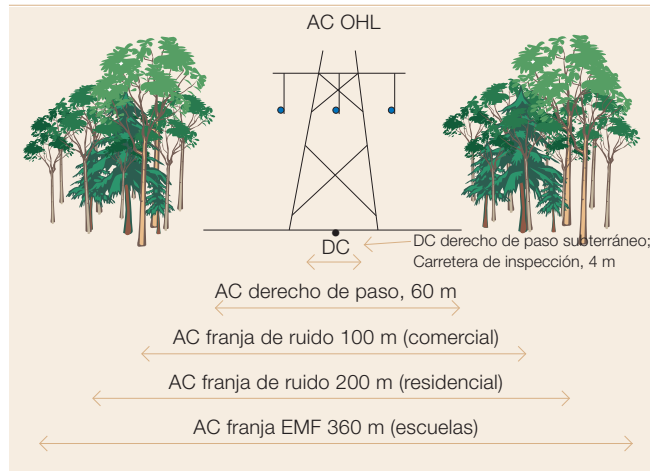 AC OHL
DC
DC derecho de paso subterráneo;
Carretera de inspección, 4 m
AC derecho de paso, 60 m
AC franja de ruido 100 m (comercial)
AC franja de ruido 200 m (residencial)
AC franja EMF 360 m (escuelas)